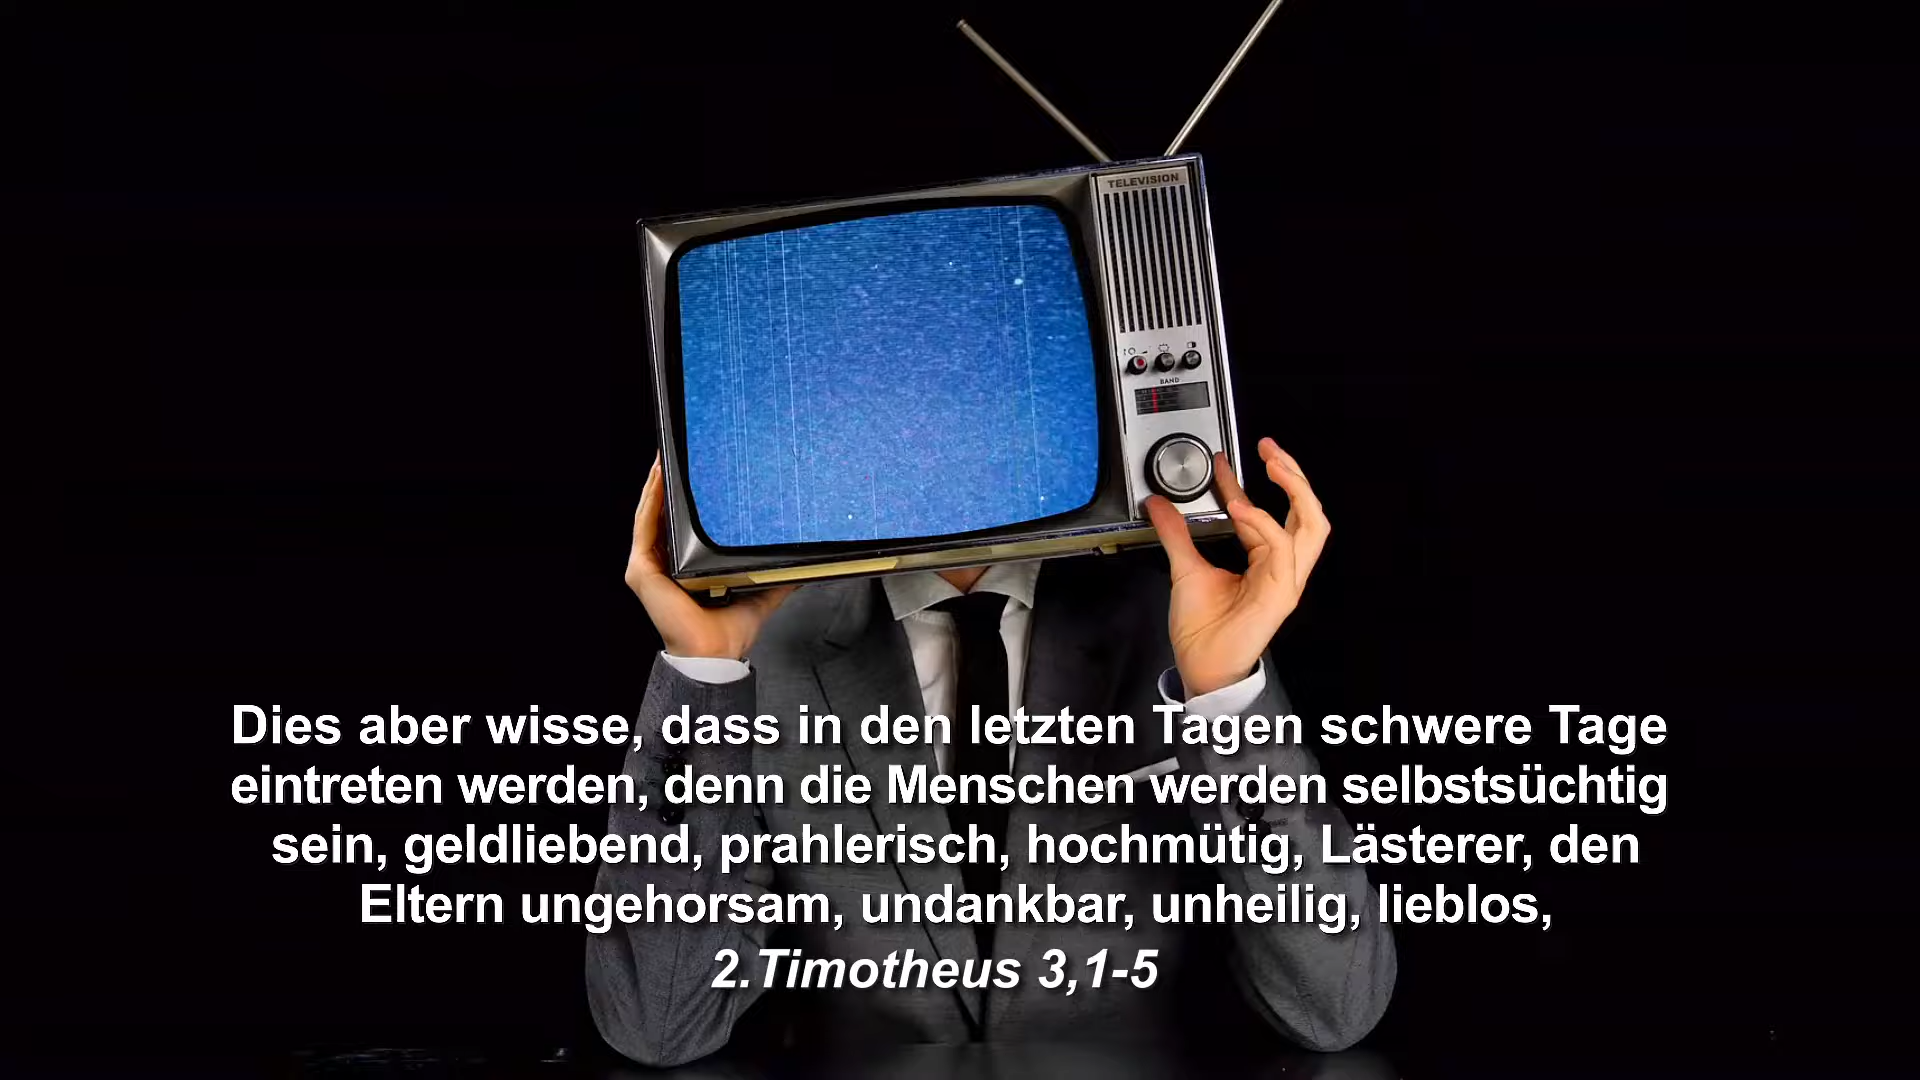 TELEVISION
BAND
Dies aber wisse, dass in den letzten Tagen schwere Tage
eintreten werden, denn die Menschen werden selbstsüchtig
sein, geldliebend, prahlerisch, hochmütig, Lästerer, den
Eltern ungehorsam, undankbar, unheilig, lieblos,
2.Timotheus 3,1-5